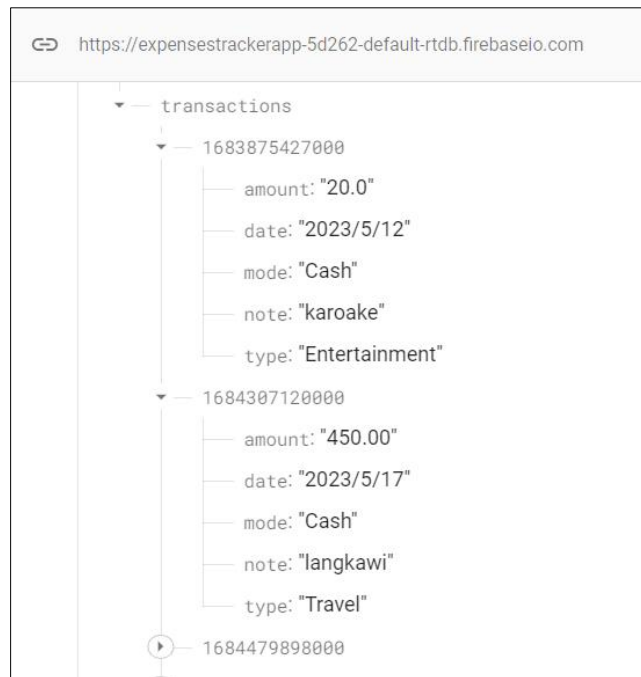 https://expensestrackerapp-5d262-default-rtdb.firebaseio.com
transactions
1683875427000
amount: "20.0"
date: "2023/5/12"
mode: "Cash"
note: "karoake"
type: "Entertainment"
1684307120000
amount: "450.00"
date: "2023/5/17"
mode: "Cash"
note: "langkawi"
type: "Travel"
1684479898000